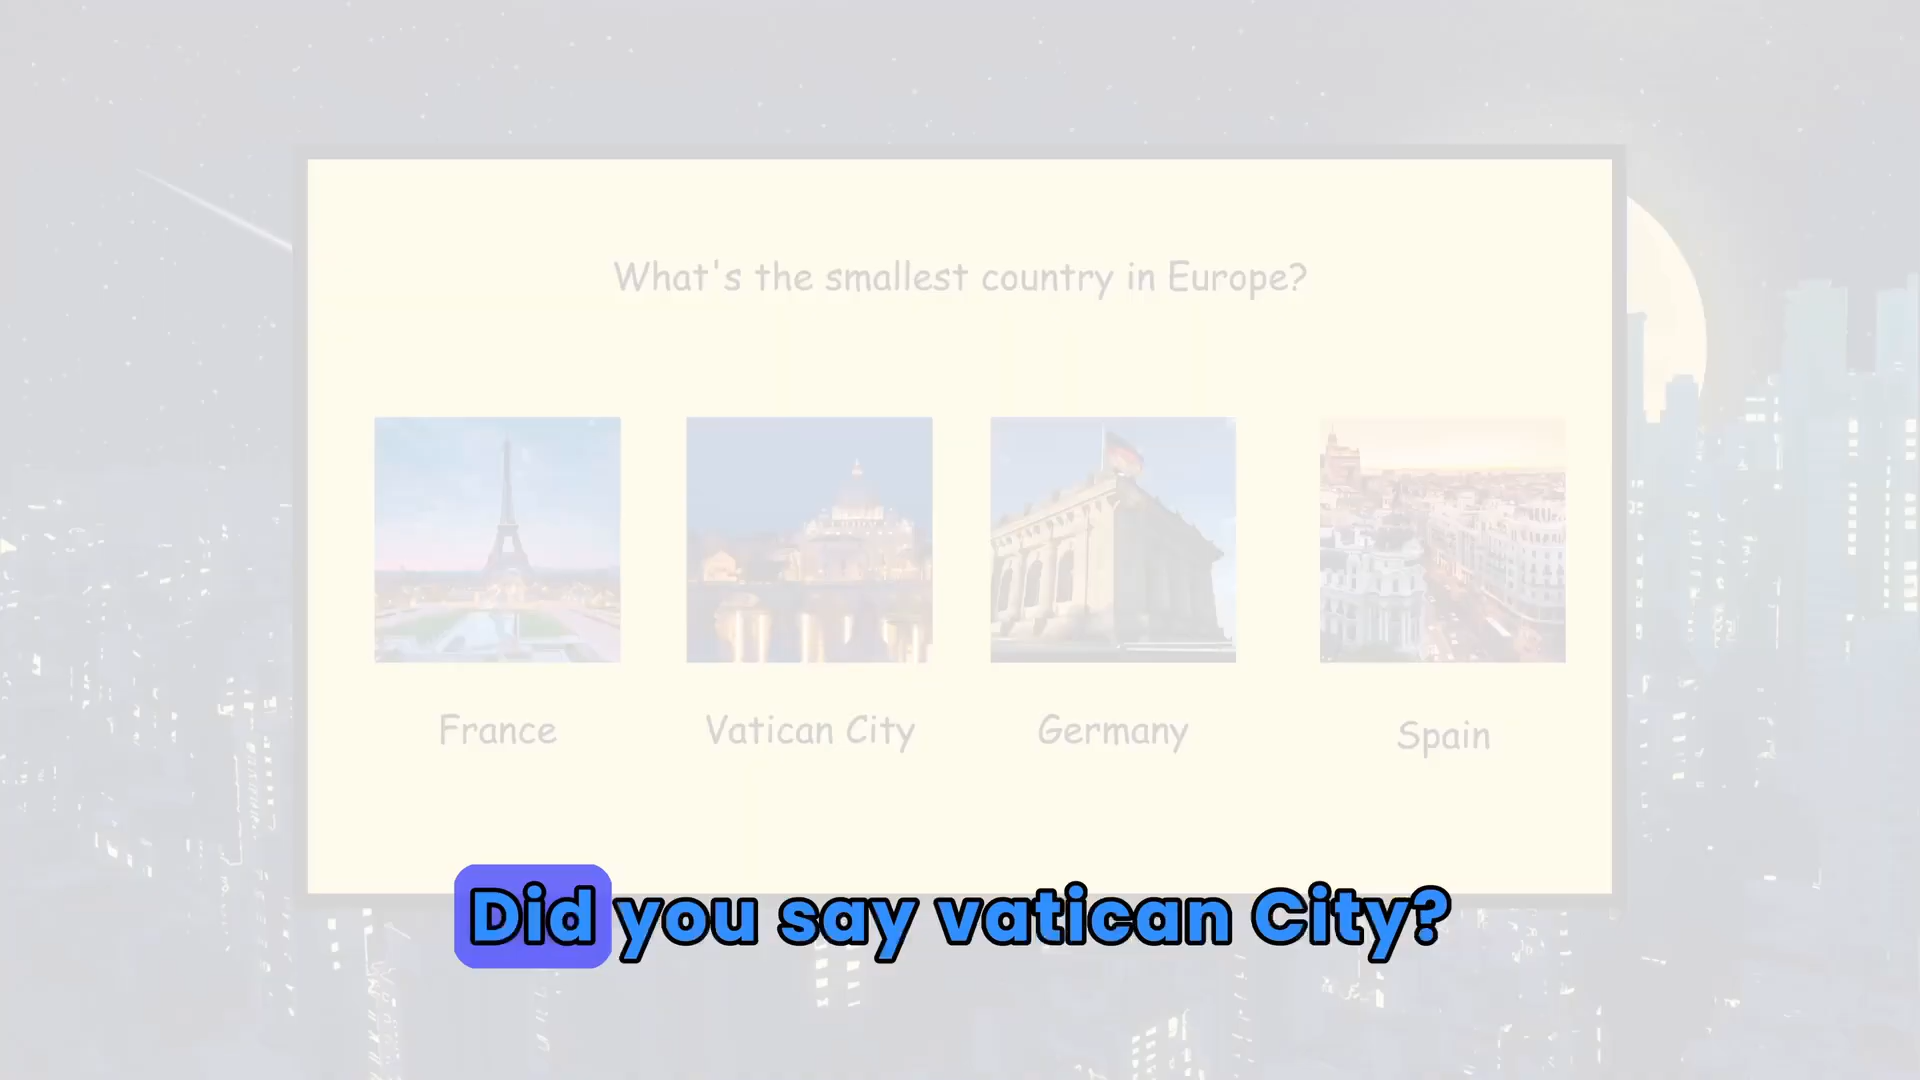 What's the smallest country in Europe?
France
Vatican City
Germany
Spain
Did you say vatican City?